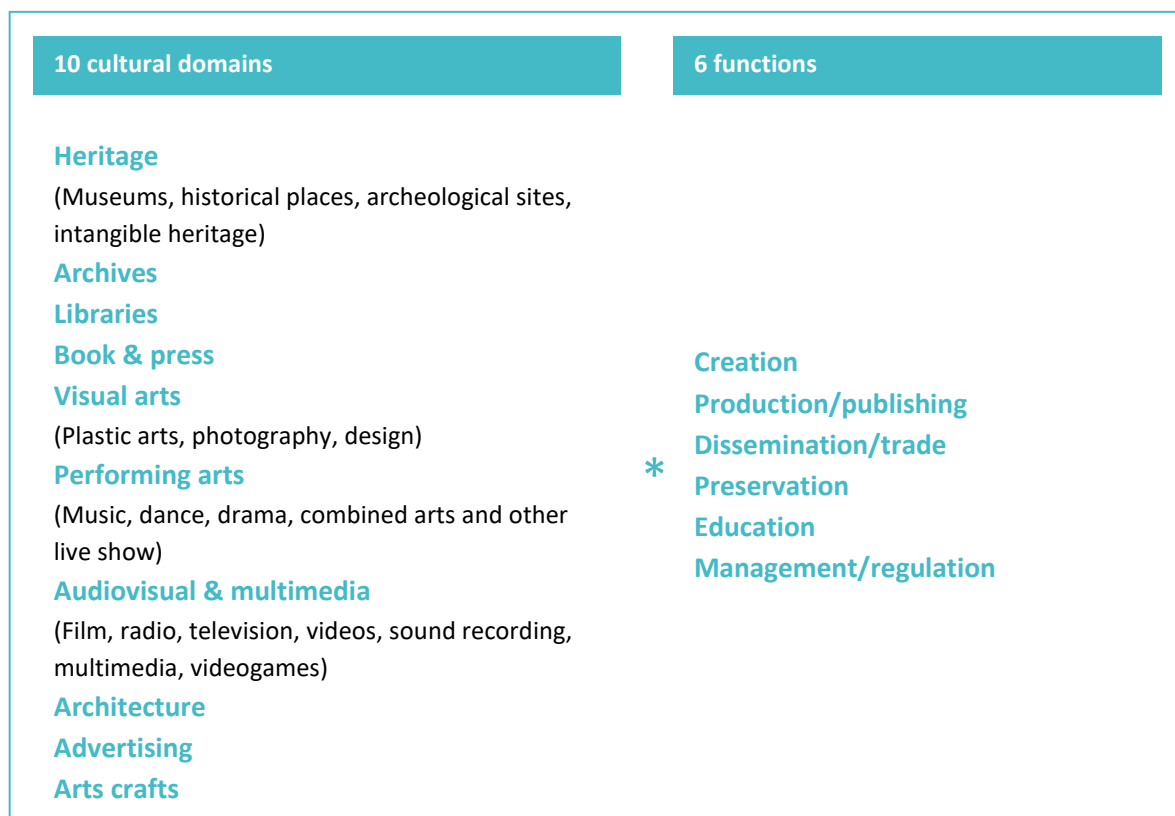 10 cultural domains
6 functions
Heritage
(Museums, historical places, archeological sites,
intangible heritage)
Archives
Libraries
Book & press
Visual arts
(Plastic arts, photography, design)
Performing arts
(Music, dance, drama, combined arts and other
live show)
Audiovisual & multimedia
(Film, radio, television, videos, sound recording,
multimedia, videogames)
Architecture
Advertising
Arts crafts
*
Creation
Production/publishing
Dissemination/trade
Preservation
Education
Management/regulation